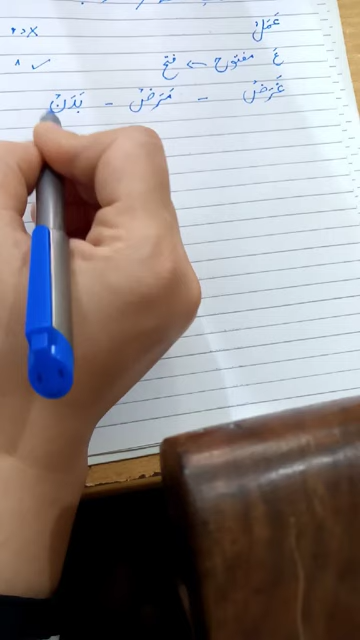 عَمَلٌ
غَ مفتوح ← فتح ✓
غَرَضٌ - مَرَضٌ - بَدَنٌ